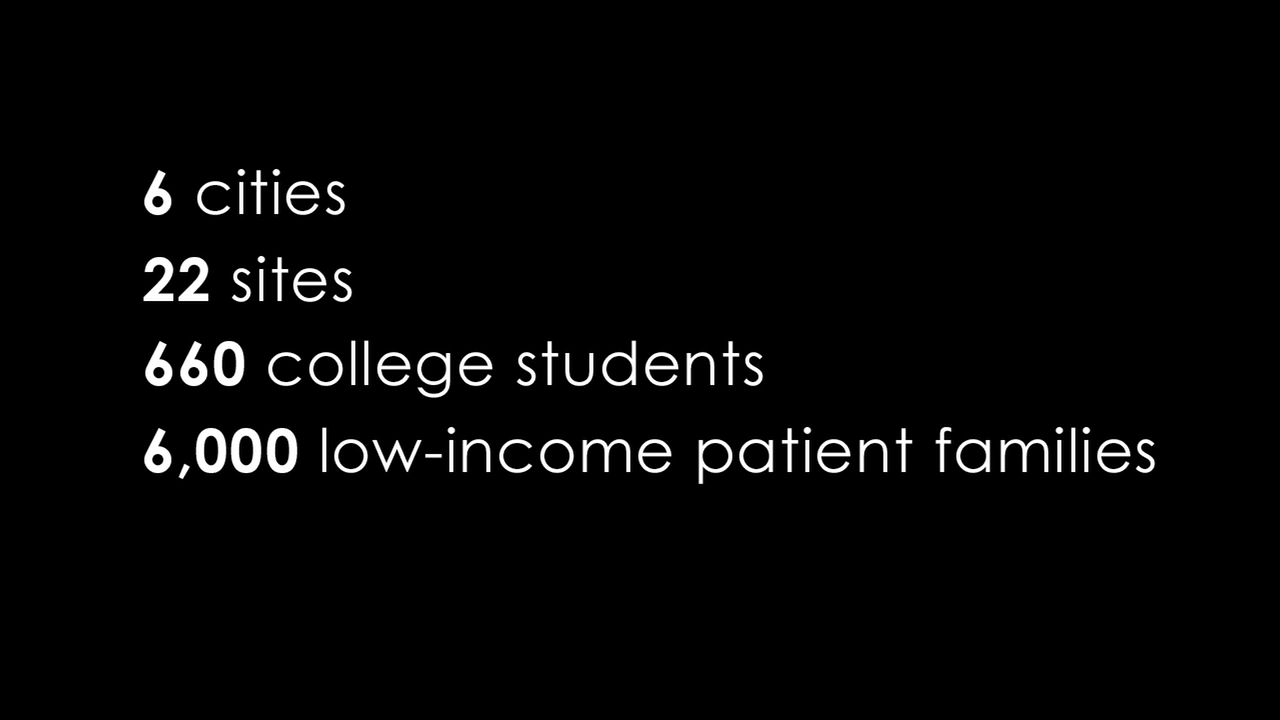 6 cities
22 sites
660 college students
6,000 low-income patient families